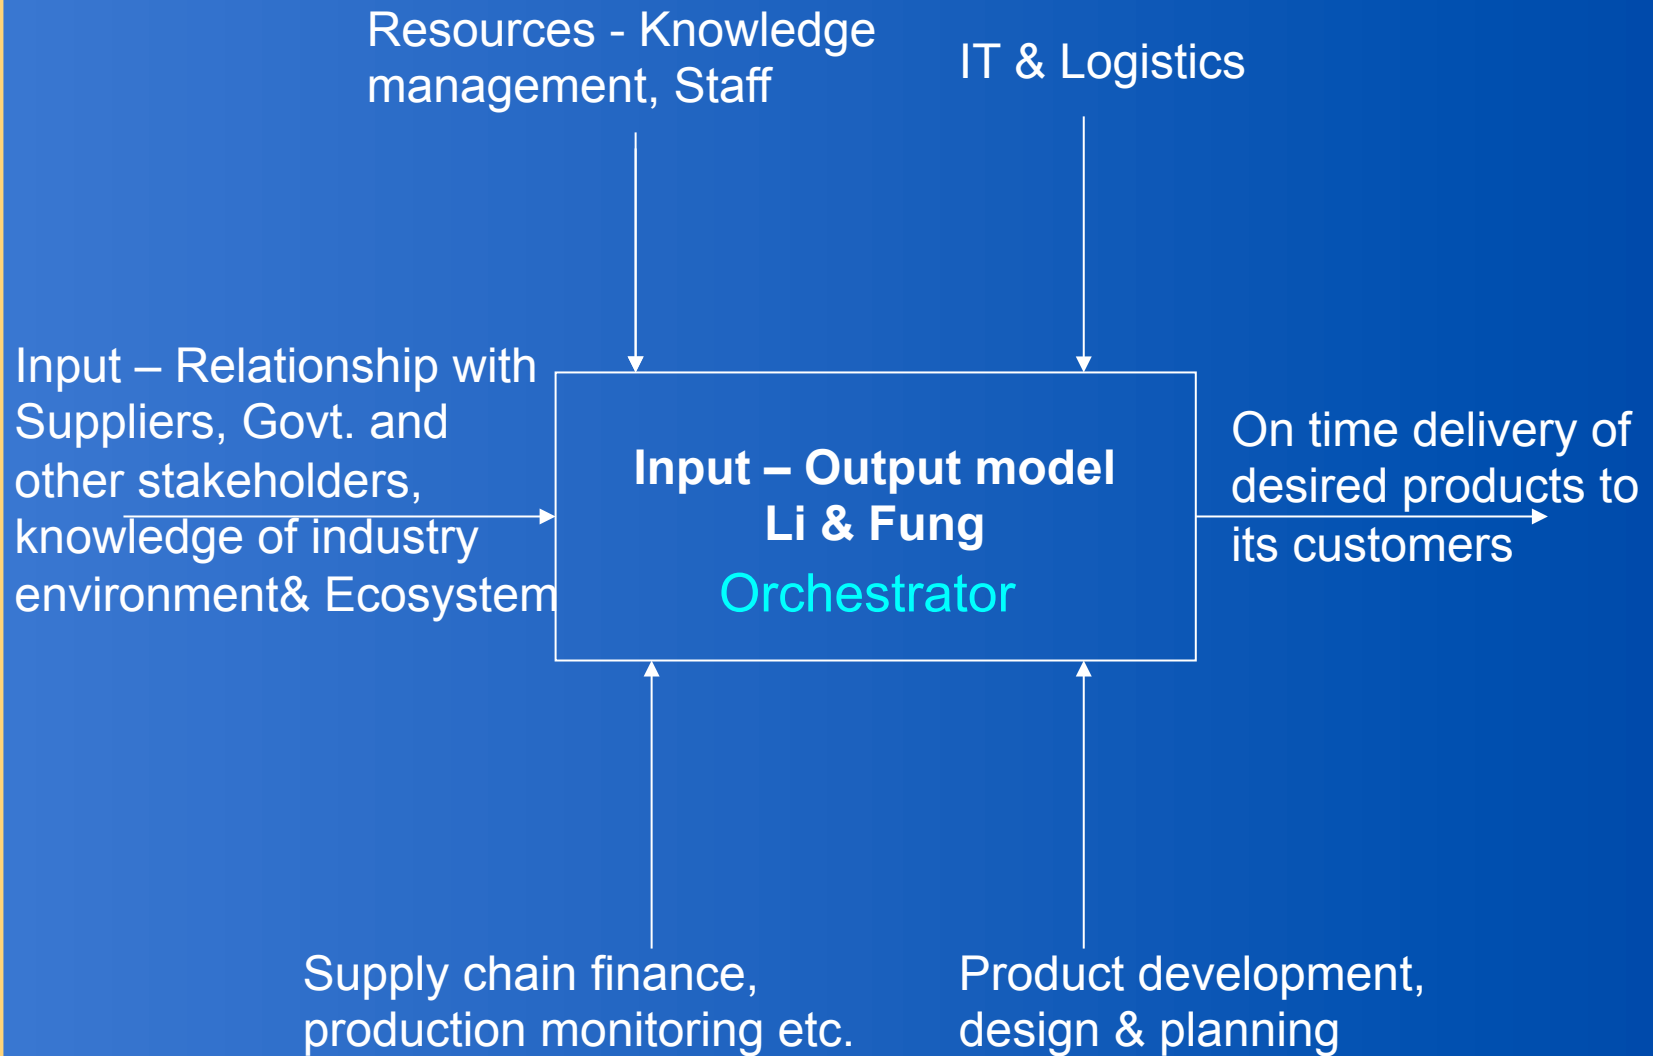 Resources - Knowledge
management, Staff
IT & Logistics
Input – Relationship with
Suppliers, Govt. and
other stakeholders,
knowledge of industry
environment& Ecosystem
Input – Output model
Li & Fung
Orchestrator
On time delivery of
desired products to
its customers
Supply chain finance,
production monitoring etc.
Product development,
design & planning